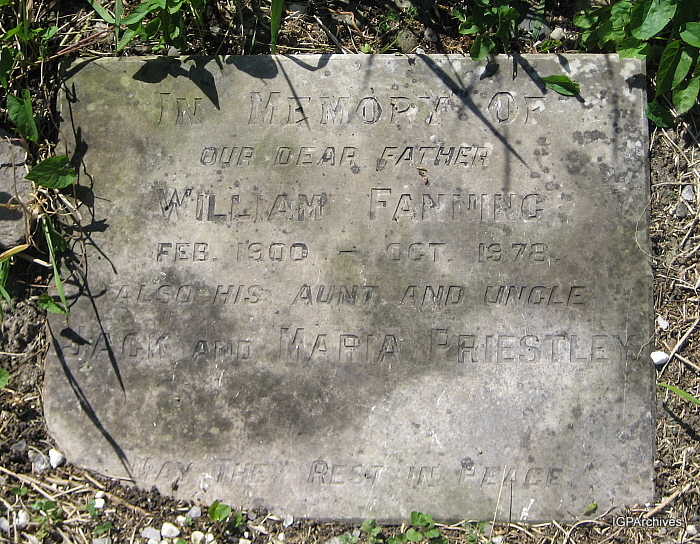 In Memory Of
OUR DEAR FATHER
WILLIAM FANNING
FEB. 1900 - OCT. 1978.
ALSO HIS AUNT AND UNCLE
JACK AND MARIA PRIESTLEY
MAY THEY REST IN PEACE
IGPArchives